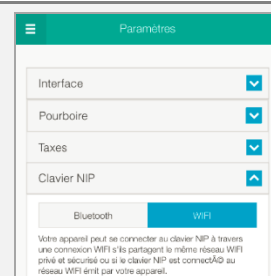 Paramètres
Interface
Pourboire
Taxes
Clavier NIP
Bluetooth WIFI
Votre appareil peut se connecter au clavier NIP à travers
une connexion WIFI s'ils partagent le même réseau WIFI
privé et sécurisé ou si le clavier NIP est connectÃ© au
réseau WIFI émit par votre appareil.